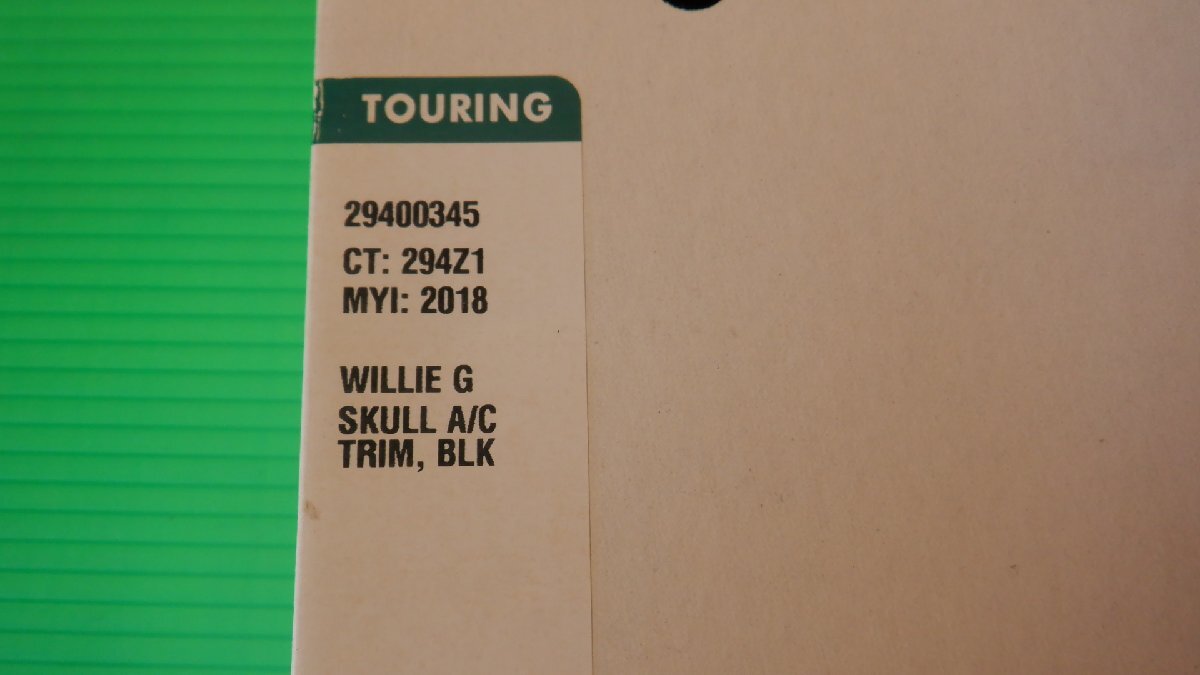 TOURING
29400345
CT: 294Z1
MYI: 2018
WILLIE G
SKULL A/C
TRIM, BLK